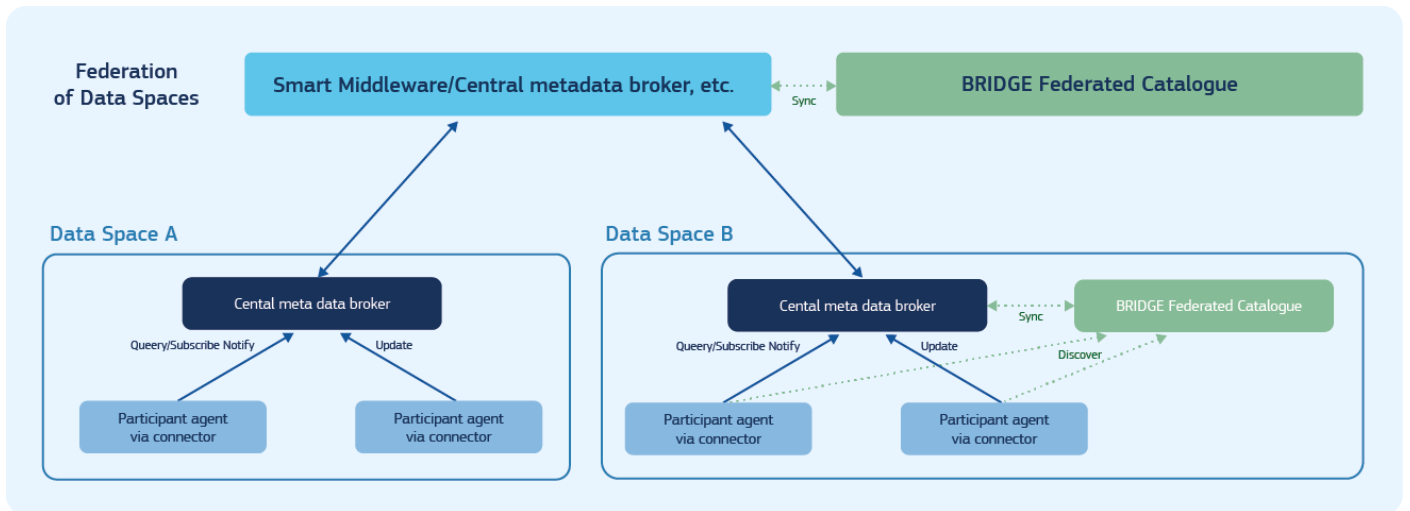 Federation
of Data Spaces
Smart Middleware/Central metadata broker, etc.
Sync
BRIDGE Federated Catalogue
Data Space A
Cental meta data broker
Queery/Subscribe Notify
Update
Participant agent
via connector
Participant agent
via connector
Data Space B
Cental meta data broker
Sync
BRIDGE Federated Catalogue
Queery/Subscribe Notify
Update
Discover
Participant agent
via connector
Participant agent
via connector